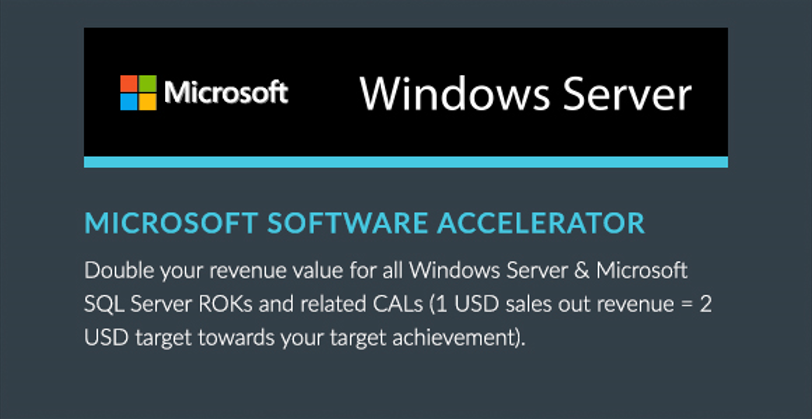 Microsoft Windows Server
MICROSOFT SOFTWARE ACCELERATOR
Double your revenue value for all Windows Server & Microsoft
SQL Server ROKs and related CALs (1 USD sales out revenue = 2
USD target towards your target achievement).